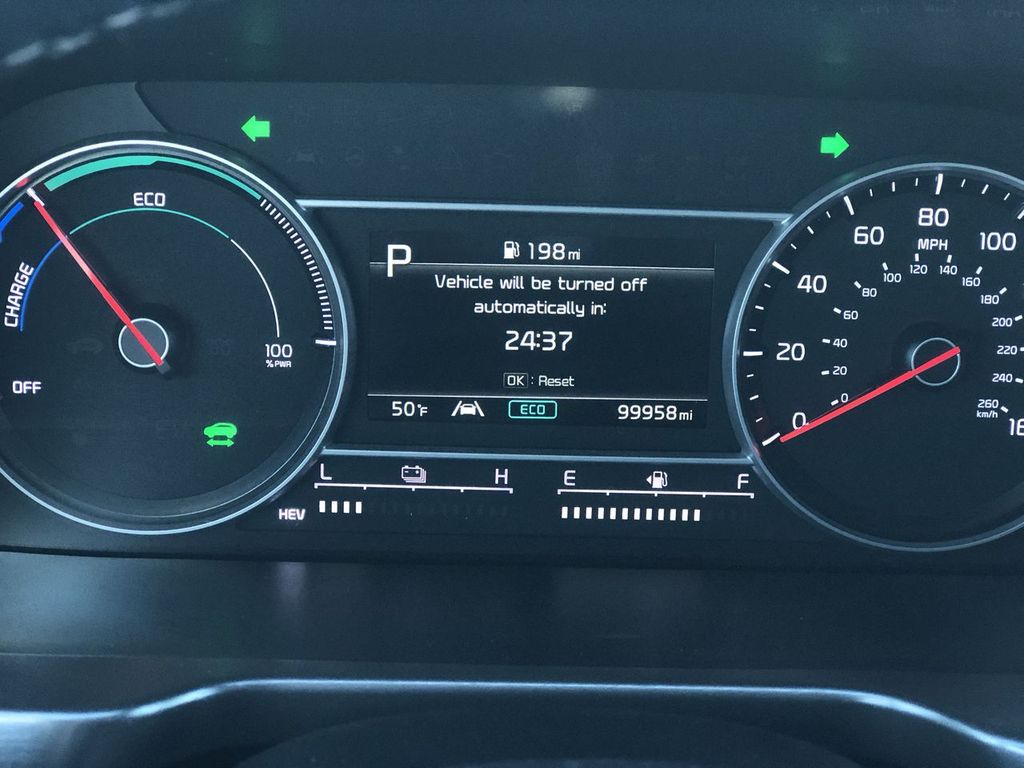 ECO
CHARGE
OFF
100
%PWR
P
198mi
Vehicle will be turned off
automatically in:
24:37
OK : Reset
50°F
ECO
99958mi
L
H
HEV
E
F
0
20
40
60
80
100
MPH
0
20
40
60
80
100
120
140
160
180
200
220
240
260
km/h